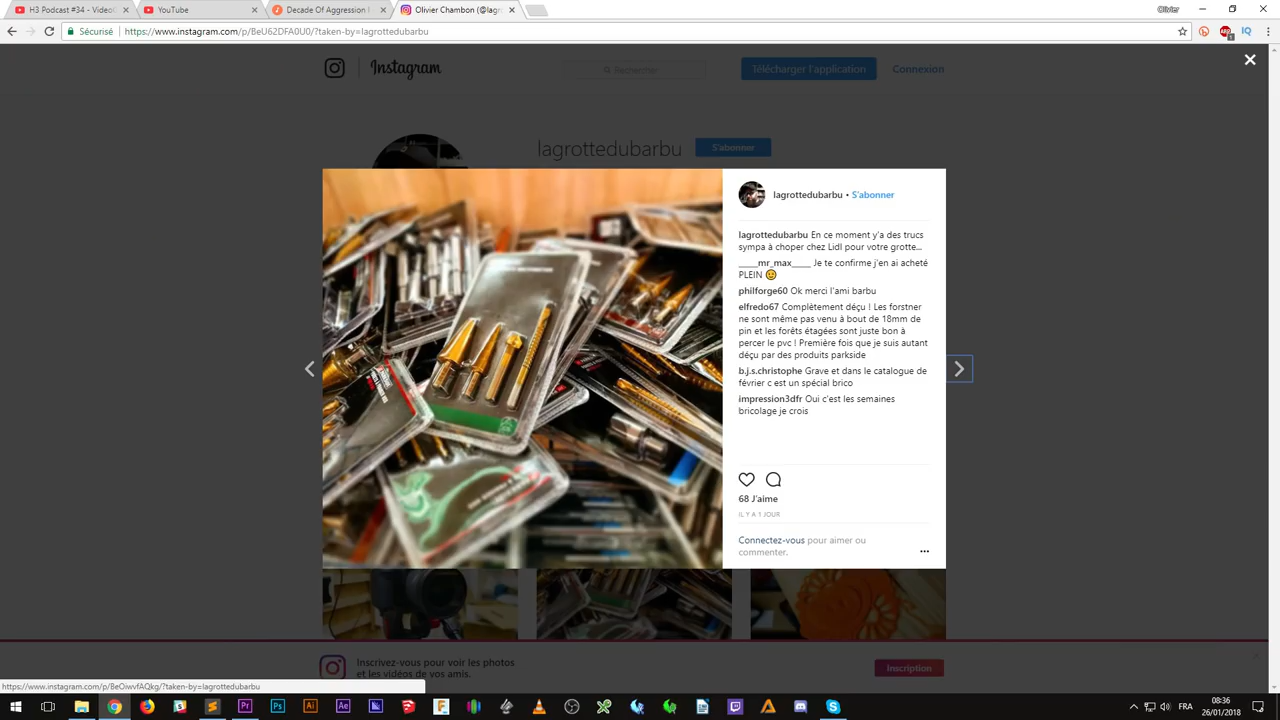 H3 Podcast #34 - VideoG
YouTube
Decade Of Aggression
Olivier Chambon (@lagr
Olivier
Sécurisé
https://www.instagram.com/p/BeU62DFA0U0/?taken-by=lagrottedubarbu
Instagram
Rechercher
Télécharger l'application
Connexion
lagrottedubarbu
S'abonner
lagrottedubarbu • S'abonner
lagrottedubarbu En ce moment y'a des trucs
sympa à choper chez Lidl pour votre grotte...
____mr_max____ Je te confirme j'en ai acheté
PLEIN
philforge60 Ok merci l'ami barbu
elfredo67 Complètement déçu ! Les forstner
ne sont même pas venu à bout de 18mm de
pin et les forêts étagées sont juste bon à
percer le pvc ! Première fois que je suis autant
déçu par des produits parkside
b.j.s.christophe Grave et dans le catalogue de
février c est un spécial brico
impression3dfr Oui c'est les semaines
bricolage je crois
68 J'aime
IL Y A 1 JOUR
Connectez-vous pour aimer ou
commenter.
Inscrivez-vous pour voir les photos
et les vidéos de vos amis.
Inscription
https://www.instagram.com/p/BeOiwvfAQkg/?taken-by=lagrottedubarbu
FRA
08:36
26/01/2018